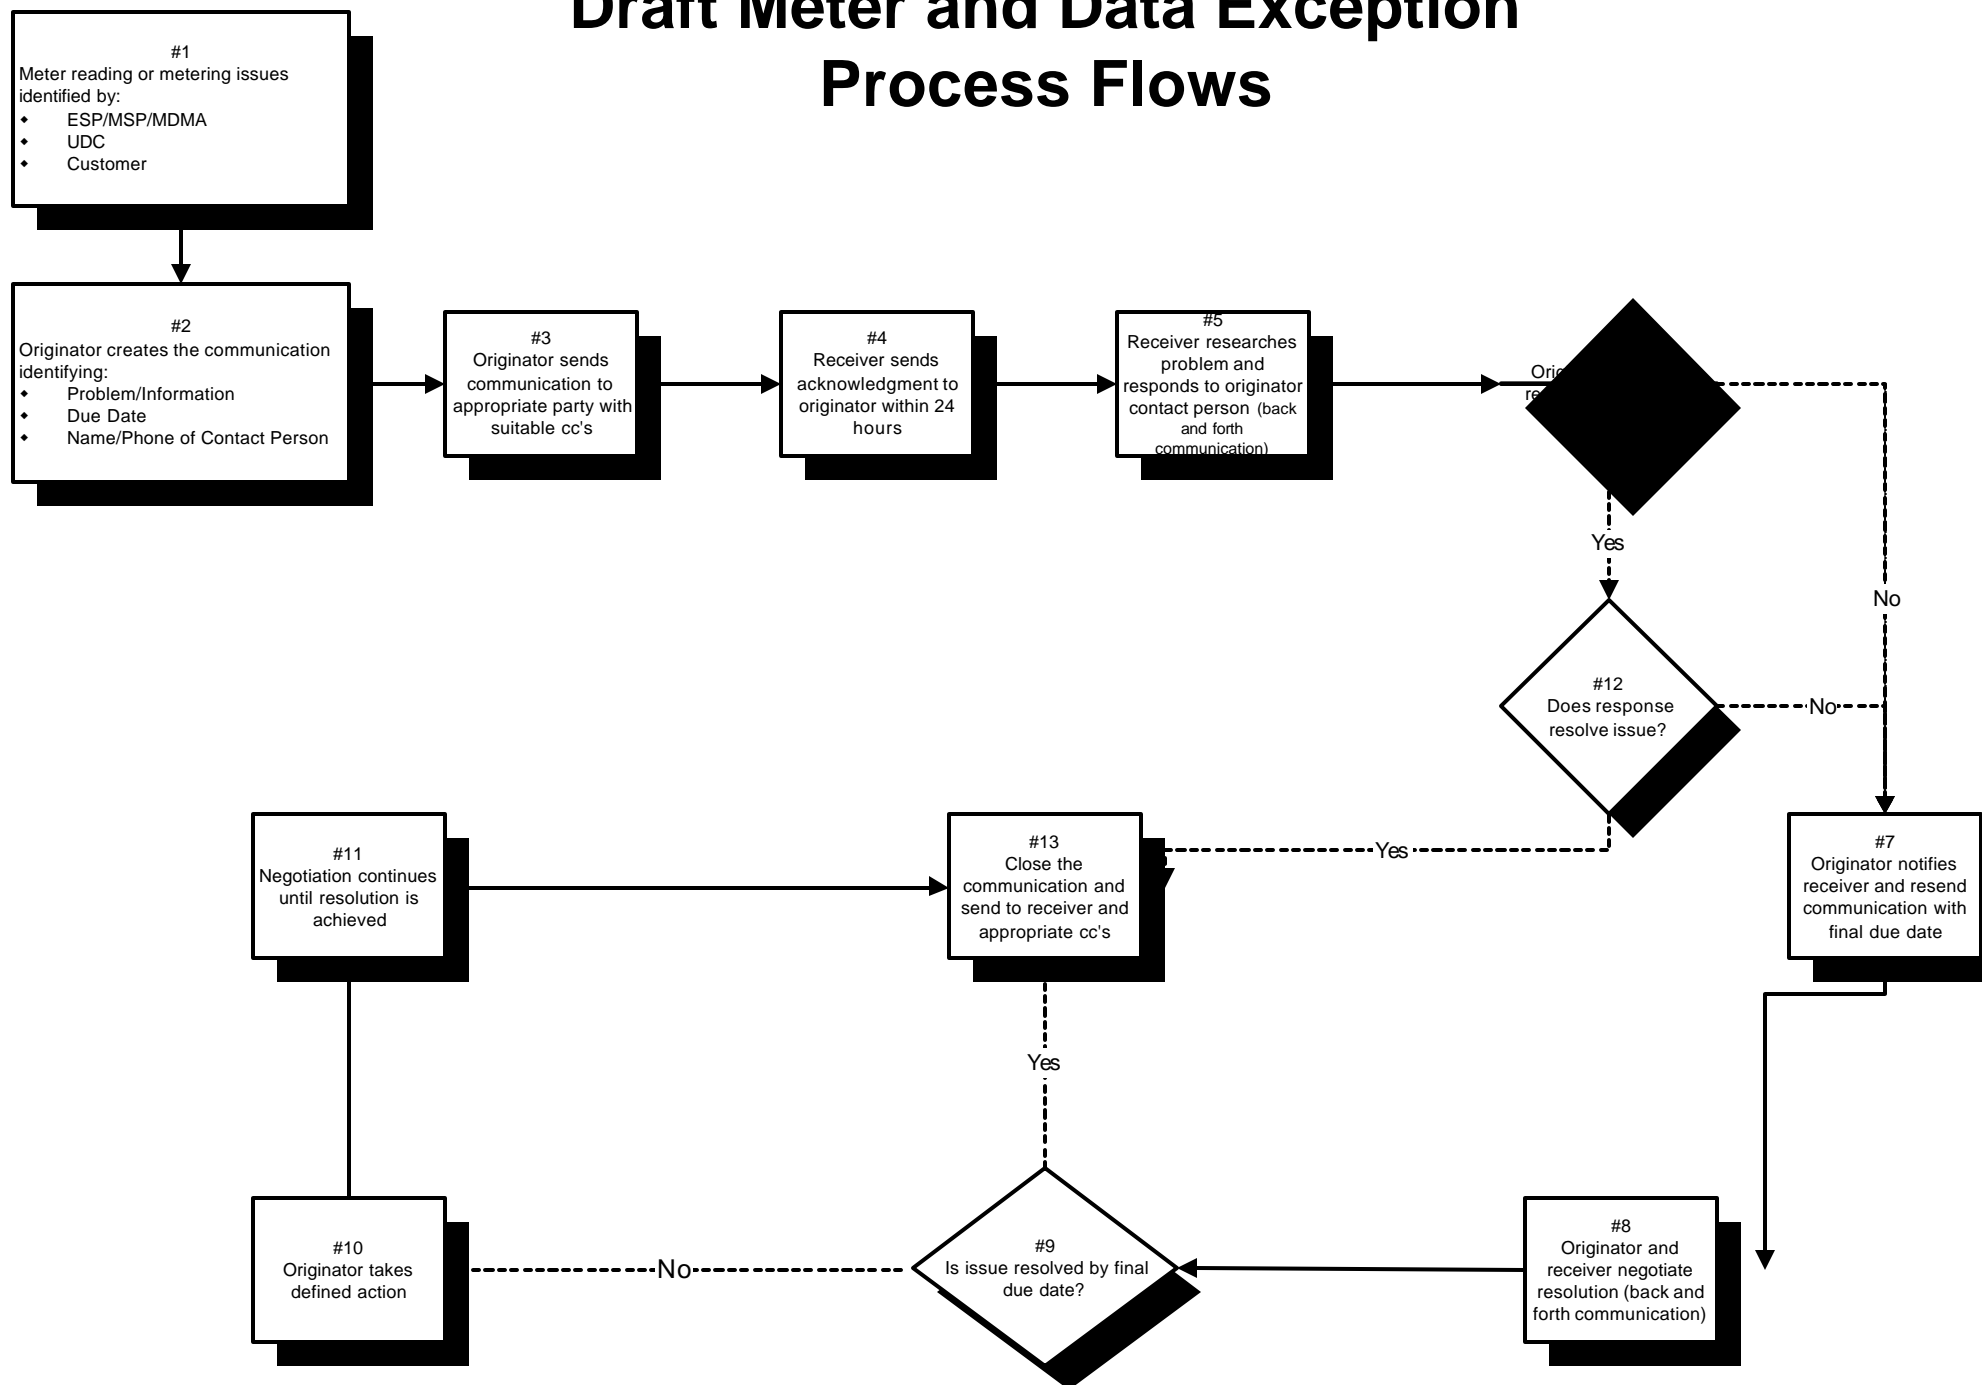 Draft Meter and Data Exception
Process Flows
#1
Meter reading or metering issues
identified by:
ESP/MSP/MDMA
UDC
Customer
#2
Originator creates the communication
identifying:
Problem/Information
Due Date
Name/Phone of Contact Person
#3
Originator sends
communication to
appropriate party with
suitable cc's
#4
Receiver sends
acknowledgment to
originator within 24
hours
#5
Receiver researches
problem and
responds to originator
contact person (back
and forth
communication)
Yes
No
#12
Does response
resolve issue?
No
Yes
#11
Negotiation continues
until resolution is
achieved
#13
Close the
communication and
send to receiver and
appropriate cc's
#7
Originator notifies
receiver and resend
communication with
final due date
Yes
#10
Originator takes
defined action
No
#9
Is issue resolved by final
due date?
#8
Originator and
receiver negotiate
resolution (back and
forth communication)